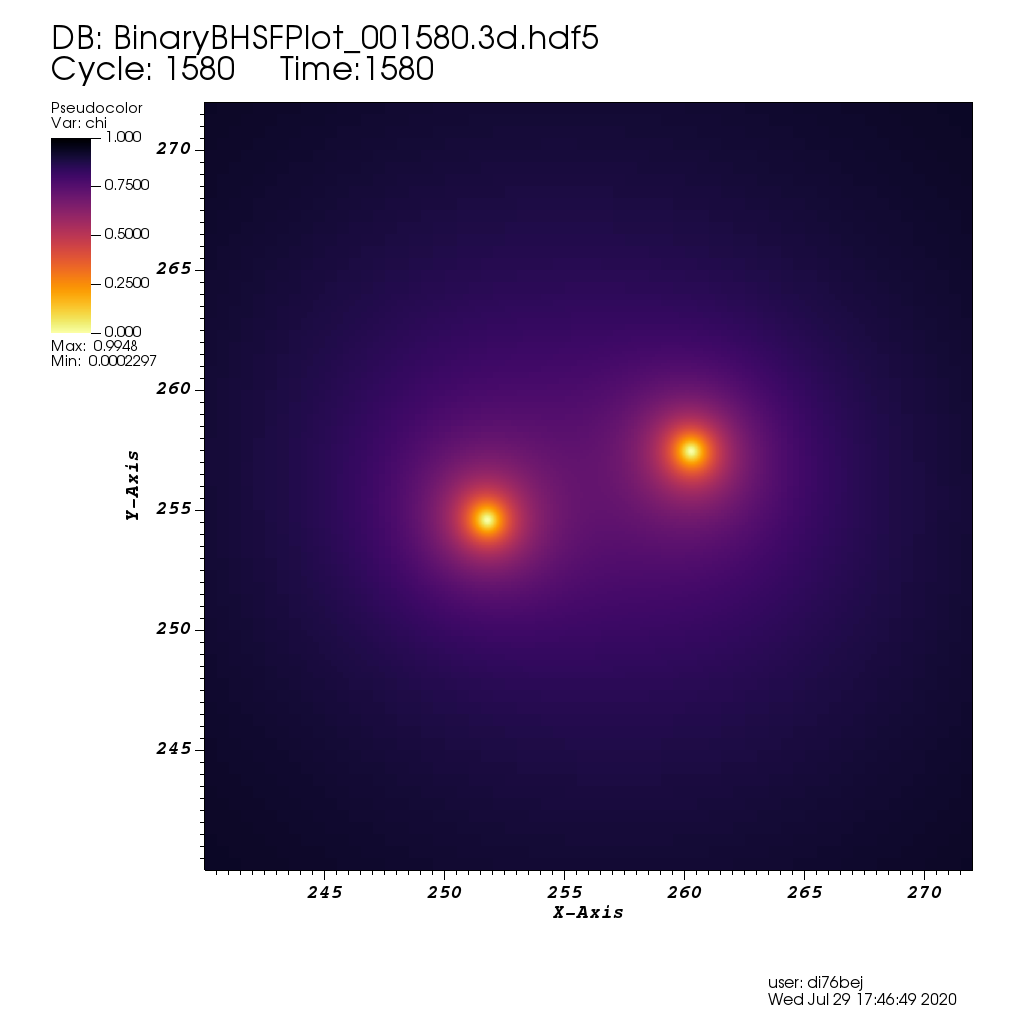 DB: BinaryBHSFPlot_001580.3d.hdf5
Cycle: 1580 Time:1580
Pseudocolor
Var: chi
1.000
0.7500
0.5000
0.2500
0.000
Max: 0.9948
Min: 0.0002297
270
265
260
255
250
245
Y-Axis
245 250 255 260 265 270
X-Axis
user: di76bej
Wed Jul 29 17:46:49 2020